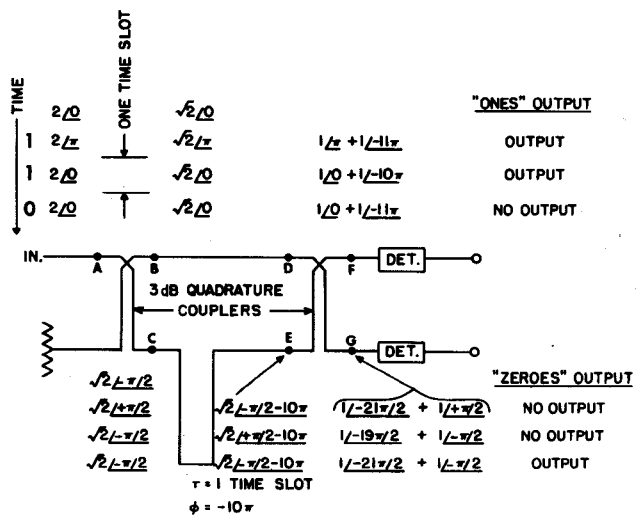 TIME
ONE TIME SLOT
"ONES" OUTPUT
2/0 √2/0
1 2/π √2/π 1/π + 1/-11π OUTPUT
1 2/0 √2/0 1/0 + 1/-10π OUTPUT
0 2/0 √2/0 1/0 + 1/-11π NO OUTPUT
IN. A B D F DET.
3 dB QUADRATURE
COUPLERS
C E G DET.
"ZEROES" OUTPUT
√2/-π/2
√2/+π/2 √2/-π/2-10π 1/-21π/2 + 1/+π/2 NO OUTPUT
√2/-π/2 √2/+π/2-10π 1/-19π/2 + 1/-π/2 NO OUTPUT
√2/-π/2 √2/-π/2-10π 1/-21π/2 + 1/-π/2 OUTPUT
τ = 1 TIME SLOT
φ = -10π